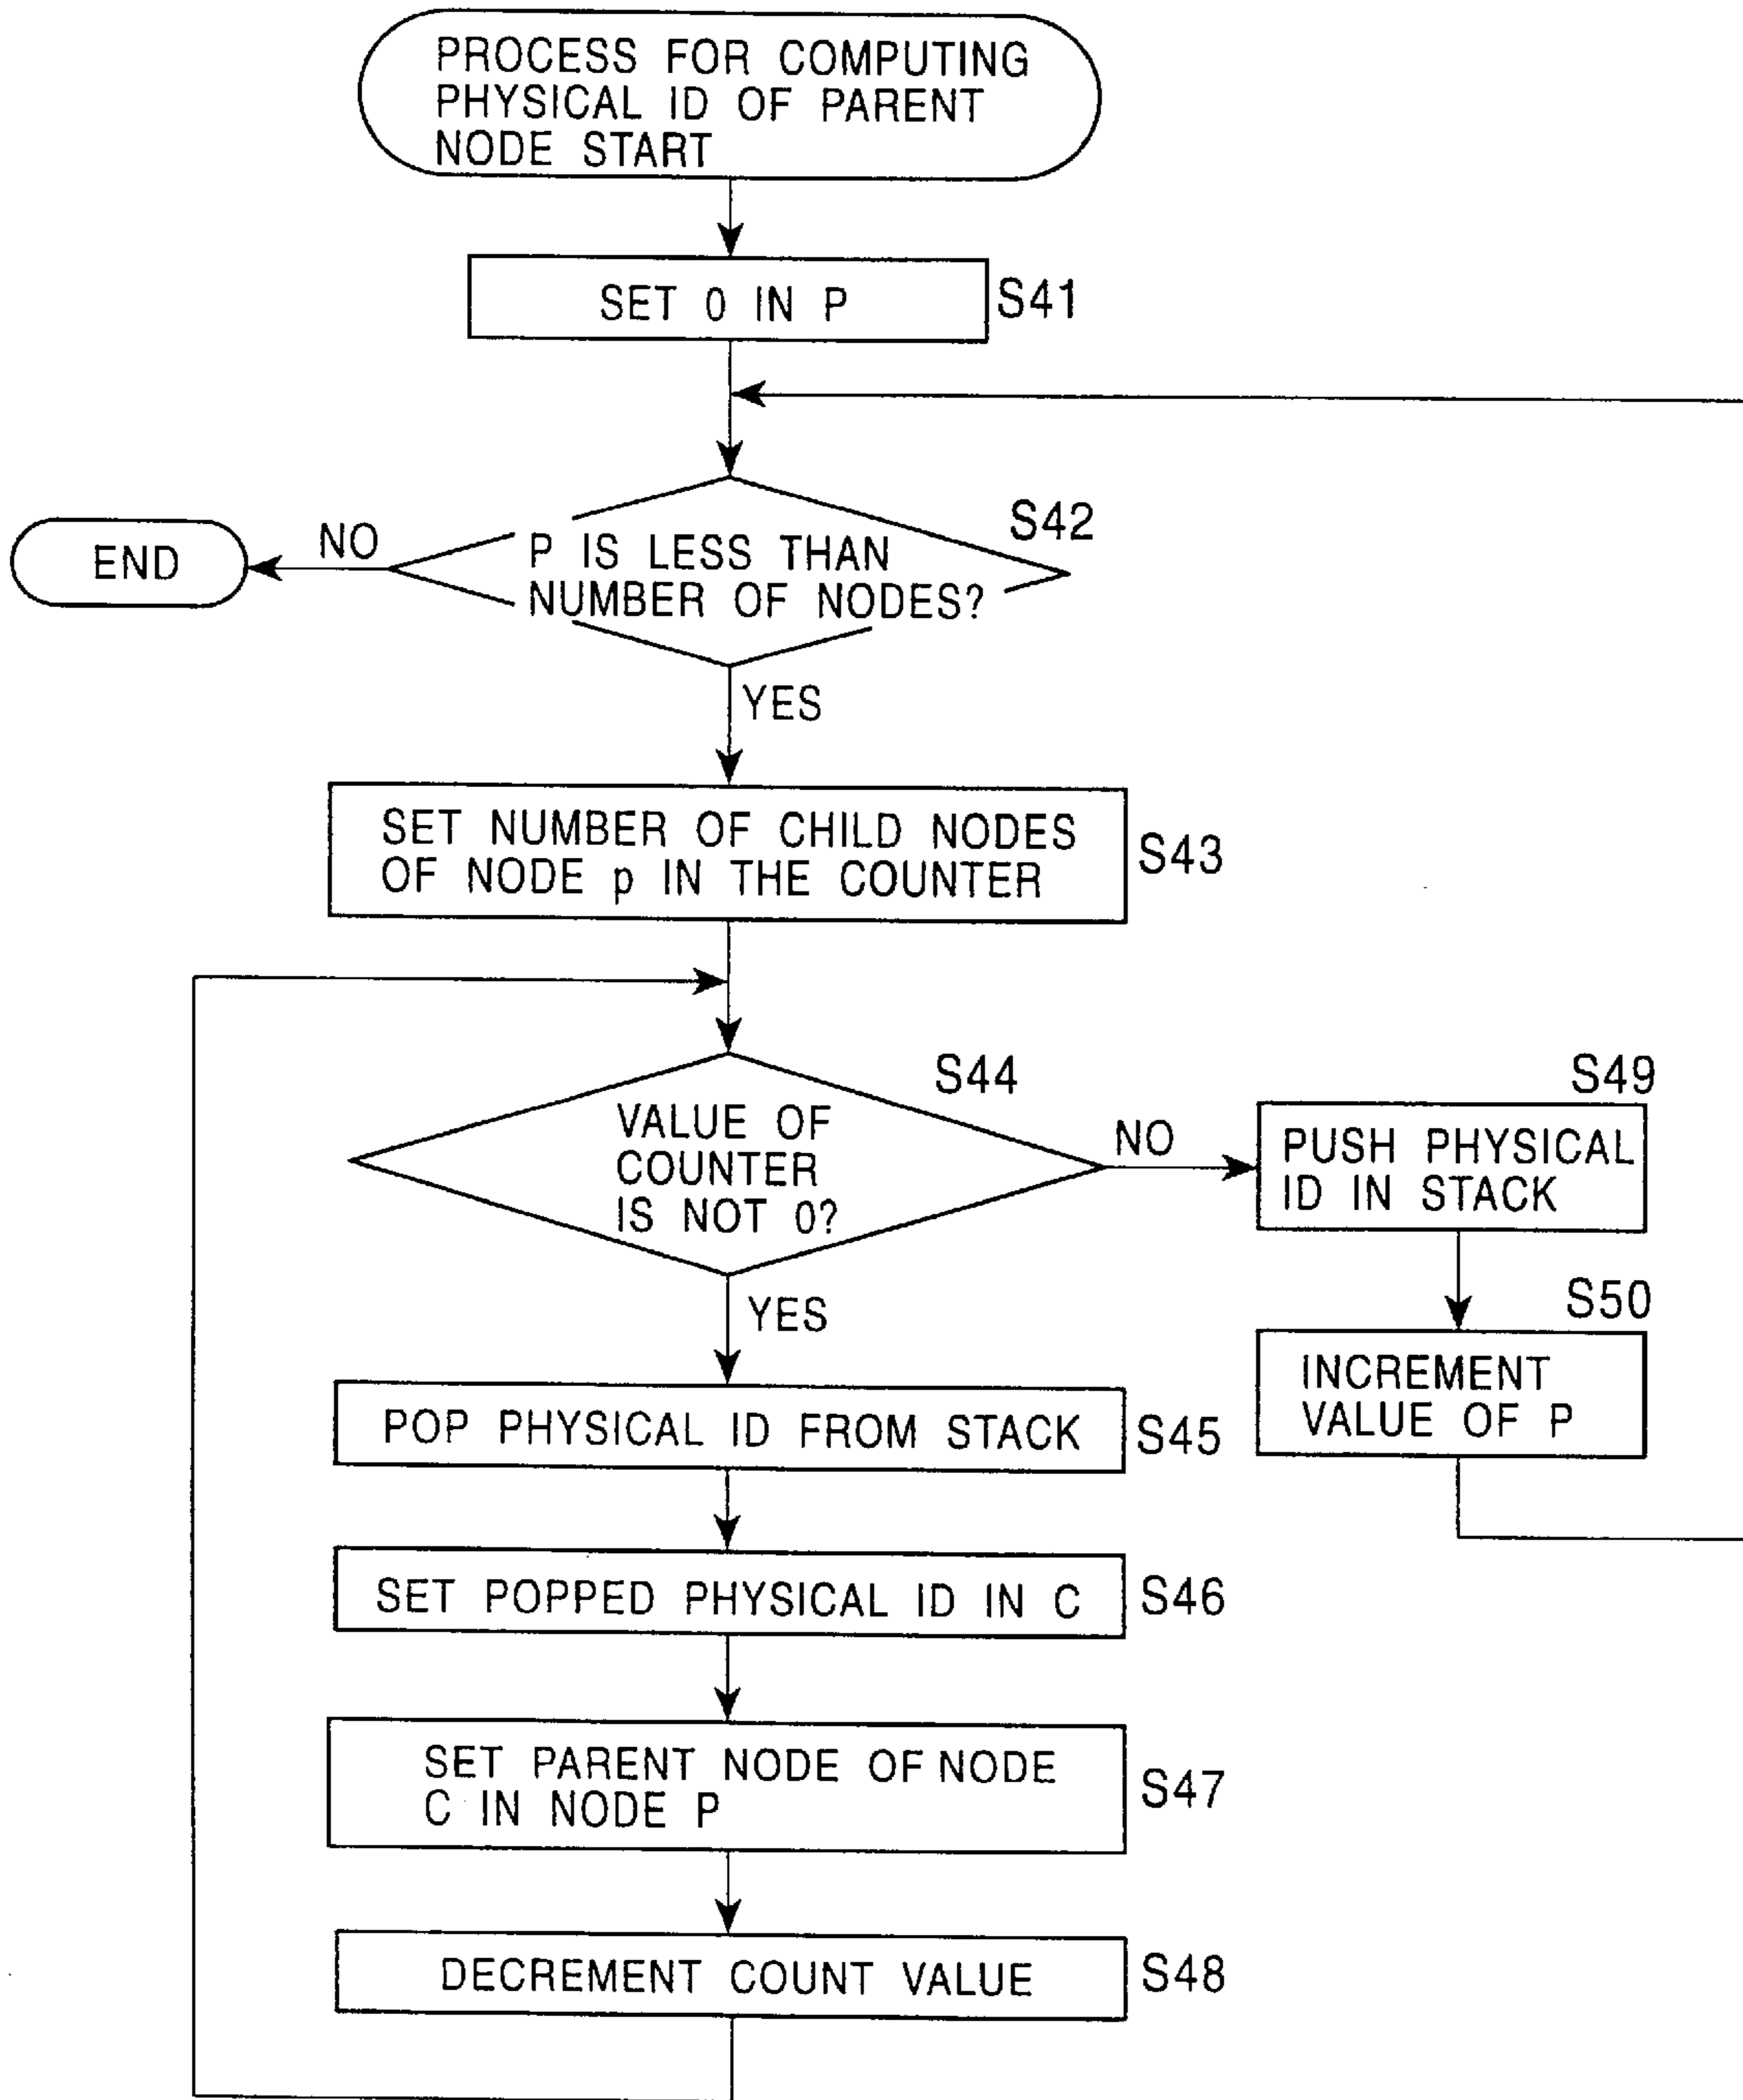 PROCESS FOR COMPUTING
PHYSICAL ID OF PARENT
NODE START
SET 0 IN P
S41
S42
P IS LESS THAN
NUMBER OF NODES?
NO
END
YES
SET NUMBER OF CHILD NODES
OF NODE p IN THE COUNTER
S43
S44
VALUE OF
COUNTER
IS NOT 0?
NO
S49
PUSH PHYSICAL
ID IN STACK
YES
S50
INCREMENT
VALUE OF P
POP PHYSICAL ID FROM STACK
S45
SET POPPED PHYSICAL ID IN C
S46
SET PARENT NODE OF NODE
C IN NODE P
S47
DECREMENT COUNT VALUE
S48